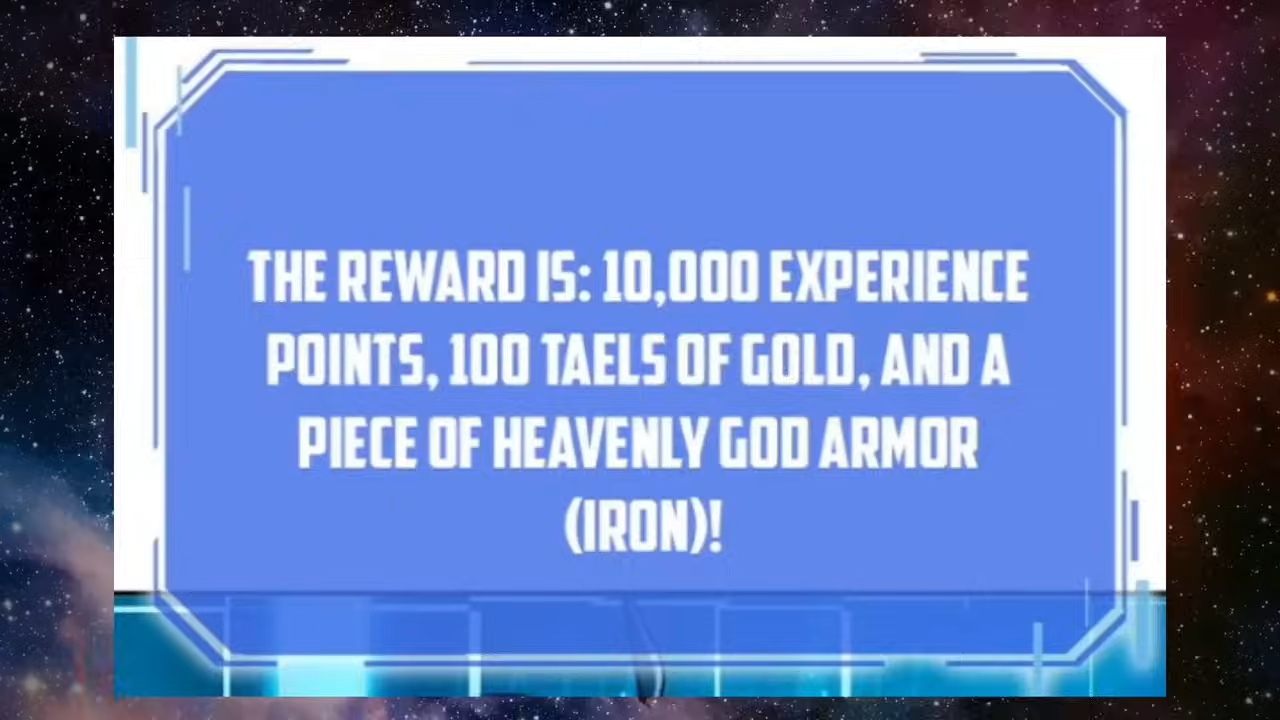 THE REWARD IS: 10,000 EXPERIENCE
POINTS, 100 TAELS OF GOLD, AND A
PIECE OF HEAVENLY GOD ARMOR
(IRON)!